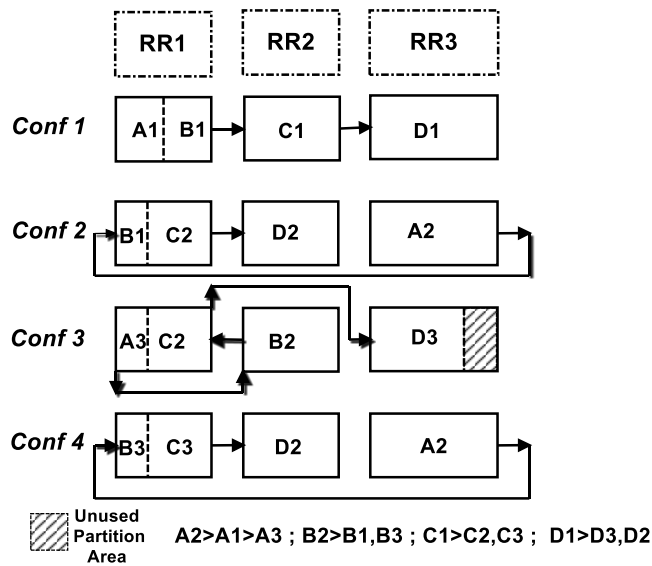 RR1 RR2 RR3
Conf 1 A1 B1 C1 D1
Conf 2 B1 C2 D2 A2
Conf 3 A3 C2 B2 D3
Conf 4 B3 C3 D2 A2
Unused
Partition
Area
A2>A1>A3 ; B2>B1,B3 ; C1>C2,C3 ; D1>D3,D2